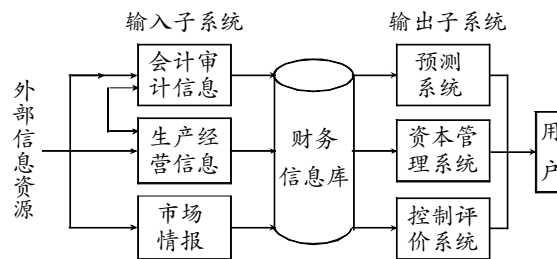 输入子系统
输出子系统
外部信息资源
会计审
计信息
生产经
营信息
市场
情报
财务
信息库
预测
系统
资本管
理系统
控制评
价系统
用
户